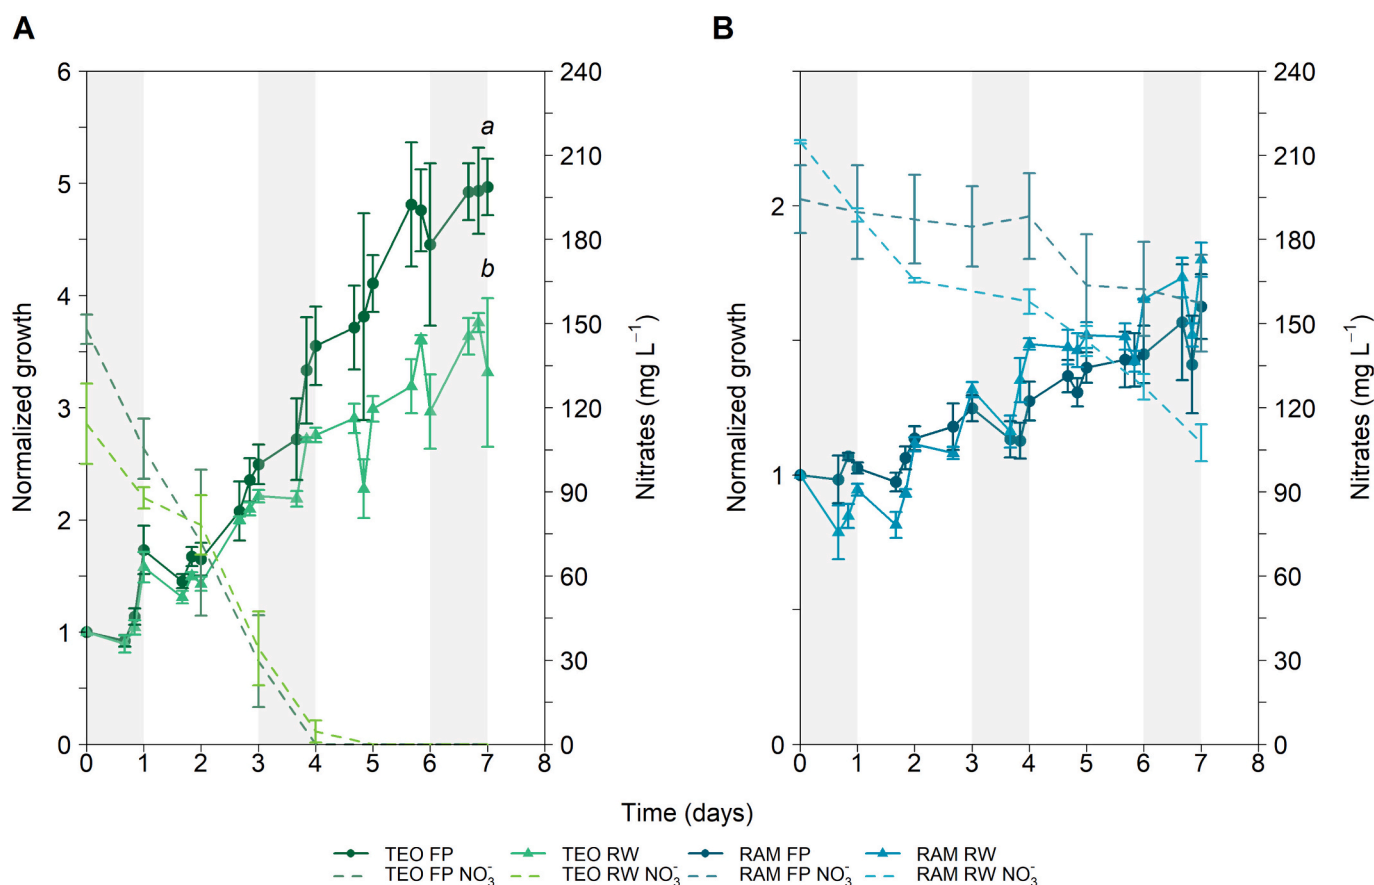 A
B
6
5
4
3
2
1
0
Normalized growth
240
210
180
150
120
90
60
30
0
Nitrates (mg L⁻¹)
a
b
0 1 2 3 4 5 6 7 8
2
1
0
Normalized growth
240
210
180
150
120
90
60
30
0
Nitrates (mg L⁻¹)
0 1 2 3 4 5 6 7 8
Time (days)
TEO FP TEO RW RAM FP RAM RW
TEO FP NO₃⁻ TEO RW NO₃⁻ RAM FP NO₃⁻ RAM RW NO₃⁻